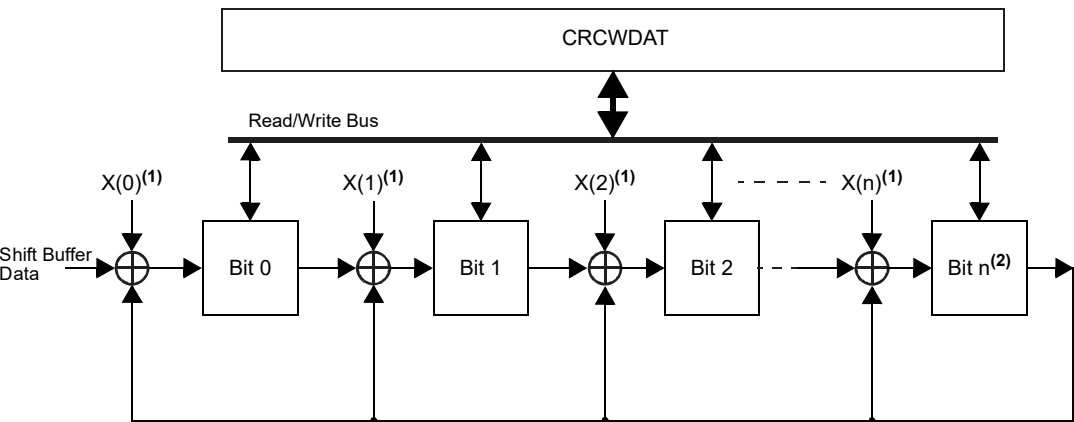 CRCWDAT
Read/Write Bus
X(0)(1)
X(1)(1)
X(2)(1)
X(n)(1)
Shift Buffer
Data
Bit 0
Bit 1
Bit 2
Bit n(2)